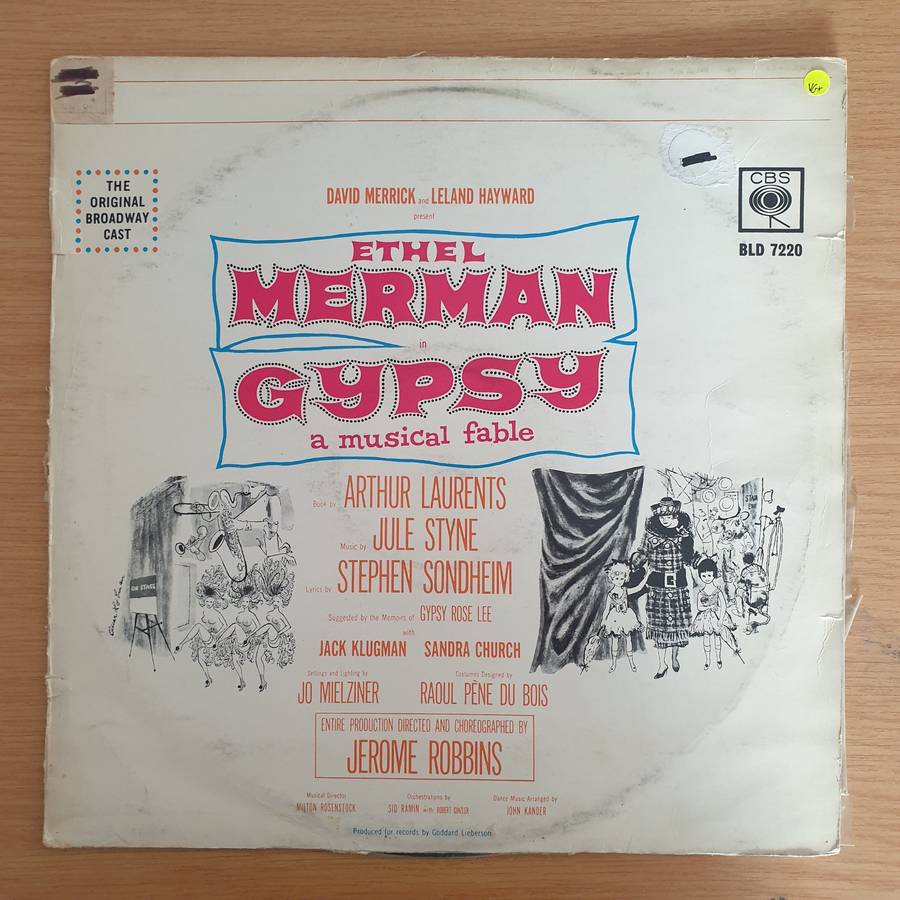 VG+
THE
ORIGINAL
BROADWAY
CAST
CBS
BLD 7220
DAVID MERRICK and LELAND HAYWARD
present
ETHEL
MERMAN
in
GYPSY
a musical fable
Book by ARTHUR LAURENTS
Music by JULE STYNE
Lyrics by STEPHEN SONDHEIM
Suggested by the Memoirs of GYPSY ROSE LEE
with
JACK KLUGMAN SANDRA CHURCH
Settings and Lighting by
JO MIELZINER
Costumes Designed by
RAOUL PÈNE DU BOIS
ENTIRE PRODUCTION DIRECTED AND CHOREOGRAPHED BY
JEROME ROBBINS
Musical Director
MILTON ROSENSTOCK
Orchestrations by
SID RAMIN with ROBERT GINZLER
Dance Music Arranged by
JOHN KANDER
Produced for records by Goddard Lieberson
ON STAGE